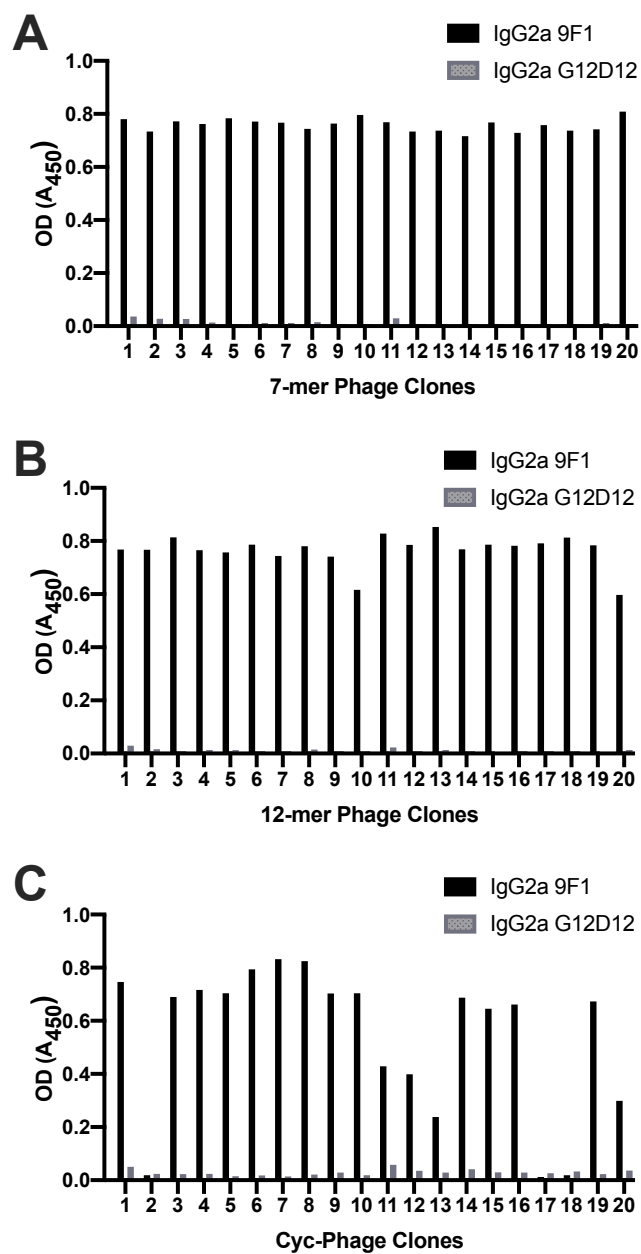 A
IgG2a 9F1
IgG2a G12D12
OD (A450)
1.0
0.8
0.6
0.4
0.2
0.0
1 2 3 4 5 6 7 8 9 10 11 12 13 14 15 16 17 18 19 20
7-mer Phage Clones
B
IgG2a 9F1
IgG2a G12D12
OD (A450)
1.0
0.8
0.6
0.4
0.2
0.0
1 2 3 4 5 6 7 8 9 10 11 12 13 14 15 16 17 18 19 20
12-mer Phage Clones
C
IgG2a 9F1
IgG2a G12D12
OD (A450)
1.0
0.8
0.6
0.4
0.2
0.0
1 2 3 4 5 6 7 8 9 10 11 12 13 14 15 16 17 18 19 20
Cyc-Phage Clones